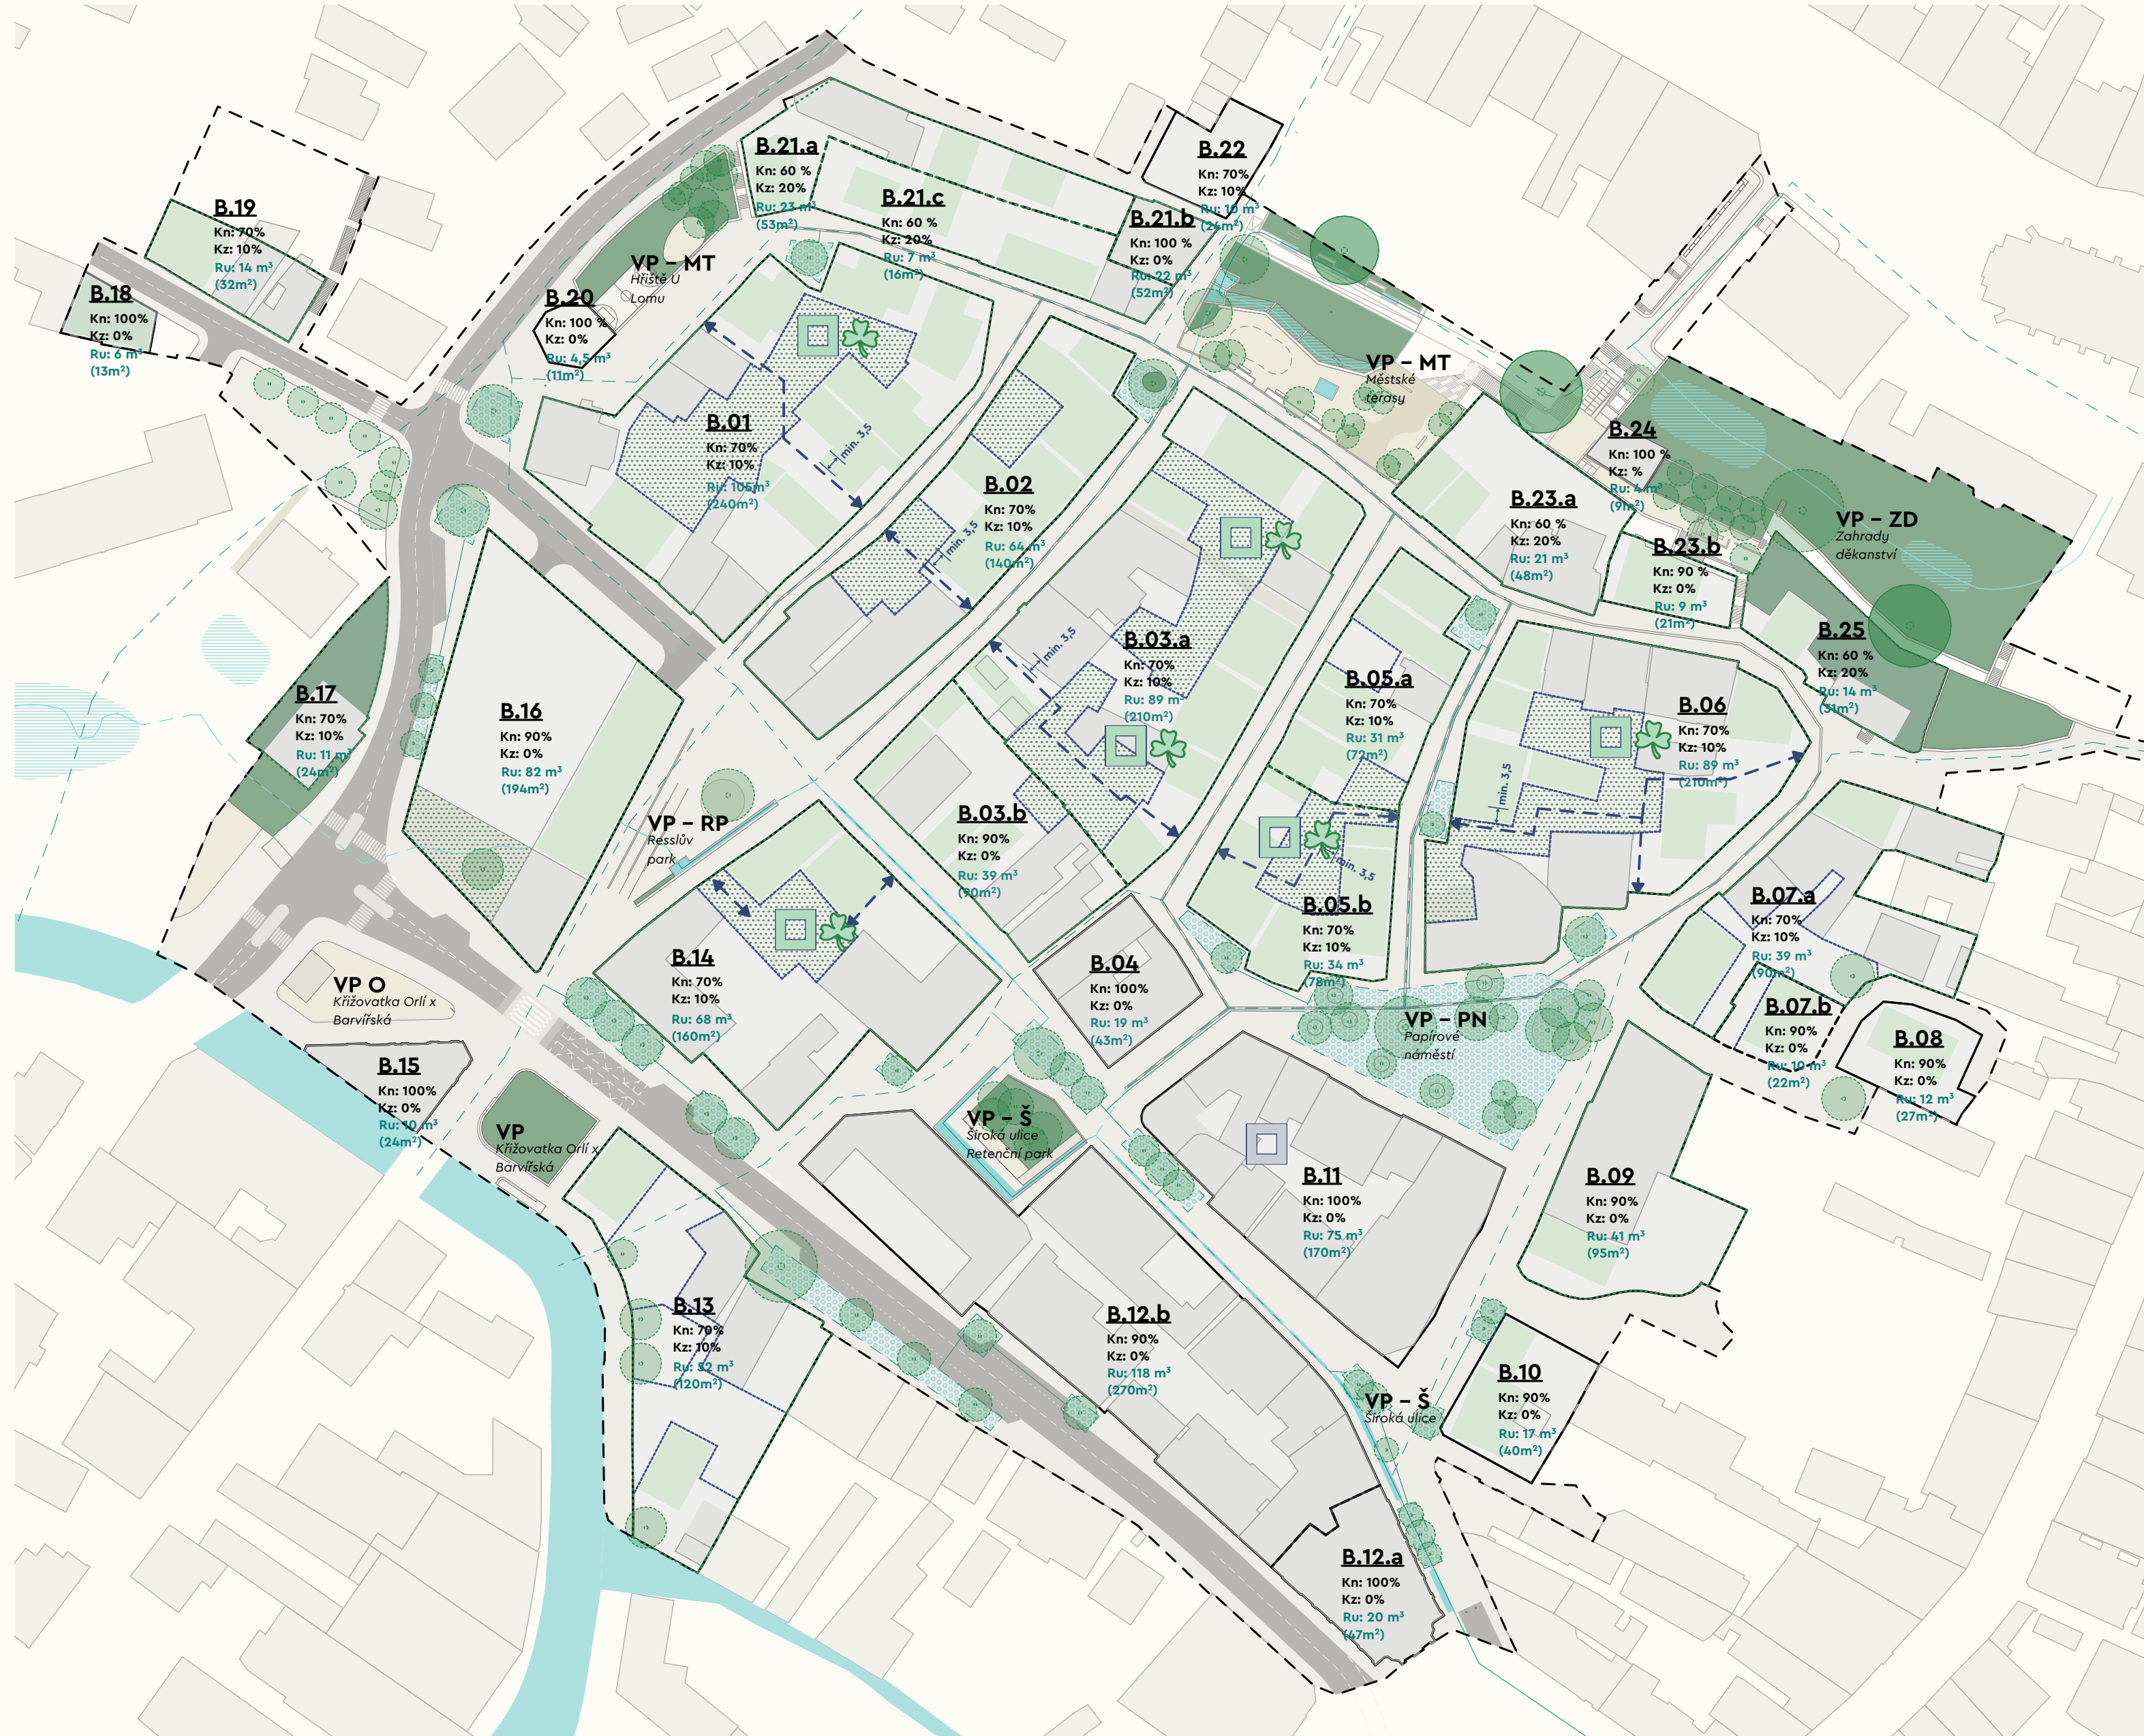 B.21.a
Kn: 60 %
Kz: 20%
Ru: 23 m³
(53m²)
B.22
Kn: 70%
Kz: 10%
Ru: 10 m³
(24m²)
B.21.c
Kn: 60 %
Kz: 20%
Ru: 7 m³
(16m²)
B.21.b
Kn: 100 %
Kz: 0%
Ru: 22 m³
(52m²)
B.19
Kn: 70%
Kz: 10%
Ru: 14 m³
(32m²)
B.18
Kn: 100%
Kz: 0%
Ru: 6 m³
(13m²)
VP – MT
Hřiště U
Lomu
B.20
Kn: 100 %
Kz: 0%
Ru: 4,5 m³
(11m²)
VP – MT
Městské
terasy
B.01
Kn: 70%
Kz: 10%
Ru: 105m³
(240m²)
min. 3,5
B.02
Kn: 70%
Kz: 10%
Ru: 64 m³
(140m²)
min. 3,5
B.24
Kn: 100 %
Kz: %
Ru: 4 m³
(9m²)
B.23.a
Kn: 60 %
Kz: 20%
Ru: 21 m³
(48m²)
VP – ZD
Zahrady
děkanství
B.23.b
Kn: 90 %
Kz: 0%
Ru: 9 m³
(21m²)
B.25
Kn: 60 %
Kz: 20%
Ru: 14 m³
(31m²)
B.03.a
Kn: 70%
Kz: 10%
Ru: 89 m³
(210m²)
min. 3,5
B.05.a
Kn: 70%
Kz: 10%
Ru: 31 m³
(72m²)
B.06
Kn: 70%
Kz: 10%
Ru: 89 m³
(210m²)
min. 3,5
B.17
Kn: 70%
Kz: 10%
Ru: 11 m³
(24m²)
B.16
Kn: 90%
Kz: 0%
Ru: 82 m³
(194m²)
VP – RP
Resslův
park
B.03.b
Kn: 90%
Kz: 0%
Ru: 39 m³
(90m²)
min. 3,5
B.05.b
Kn: 70%
Kz: 10%
Ru: 34 m³
(78m²)
B.07.a
Kn: 70%
Kz: 10%
Ru: 39 m³
(90m²)
B.14
Kn: 70%
Kz: 10%
Ru: 68 m³
(160m²)
B.04
Kn: 100%
Kz: 0%
Ru: 19 m³
(43m²)
VP O
Křižovatka Orlí x
Barvířská
VP – PN
Papírové
náměstí
B.07.b
Kn: 90%
Kz: 0%
Ru: 10 m³
(22m²)
B.08
Kn: 90%
Kz: 0%
Ru: 12 m³
(27m²)
B.15
Kn: 100%
Kz: 0%
Ru: 10 m³
(24m²)
VP
Křižovatka Orlí x
Barvířská
VP – Š
Široká ulice
Retenční park
B.11
Kn: 100%
Kz: 0%
Ru: 75 m³
(170m²)
B.09
Kn: 90%
Kz: 0%
Ru: 41 m³
(95m²)
B.13
Kn: 70%
Kz: 10%
Ru: 52 m³
(120m²)
B.12.b
Kn: 90%
Kz: 0%
Ru: 118 m³
(270m²)
VP – Š
Široká ulice
B.10
Kn: 90%
Kz: 0%
Ru: 17 m³
(40m²)
B.12.a
Kn: 100%
Kz: 0%
Ru: 20 m³
(47m²)